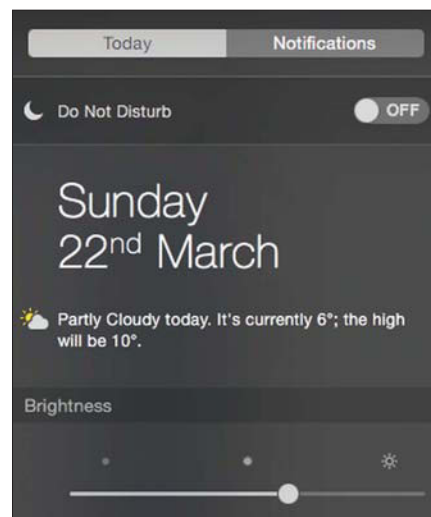 Today Notifications
Do Not Disturb OFF
Sunday
22nd March
Partly Cloudy today. It's currently 6°; the high
will be 10°.
Brightness